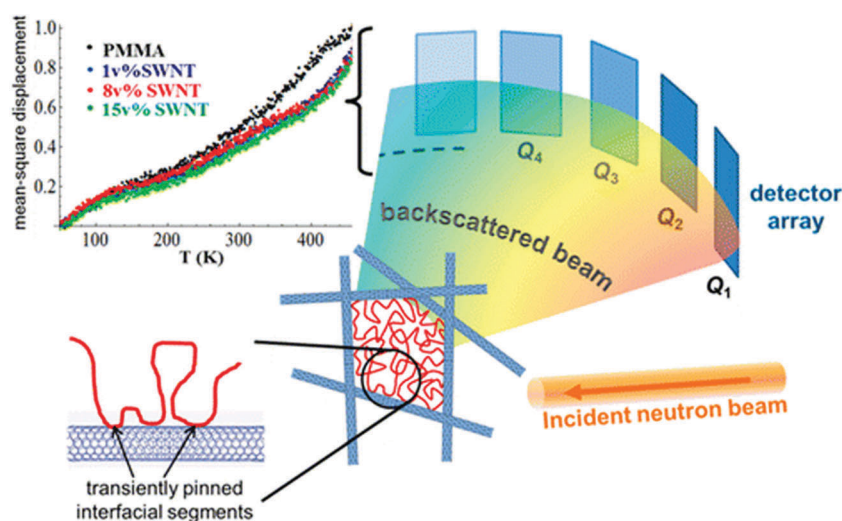 mean-square displacement
1.0
0.8
0.6
0.4
0.2
PMMA
1v%SWNT
8v% SWNT
15v% SWNT
100
200
300
400
T (K)
Q4
Q3
Q2
Q1
detector
array
backscattered beam
Incident neutron beam
transiently pinned
interfacial segments